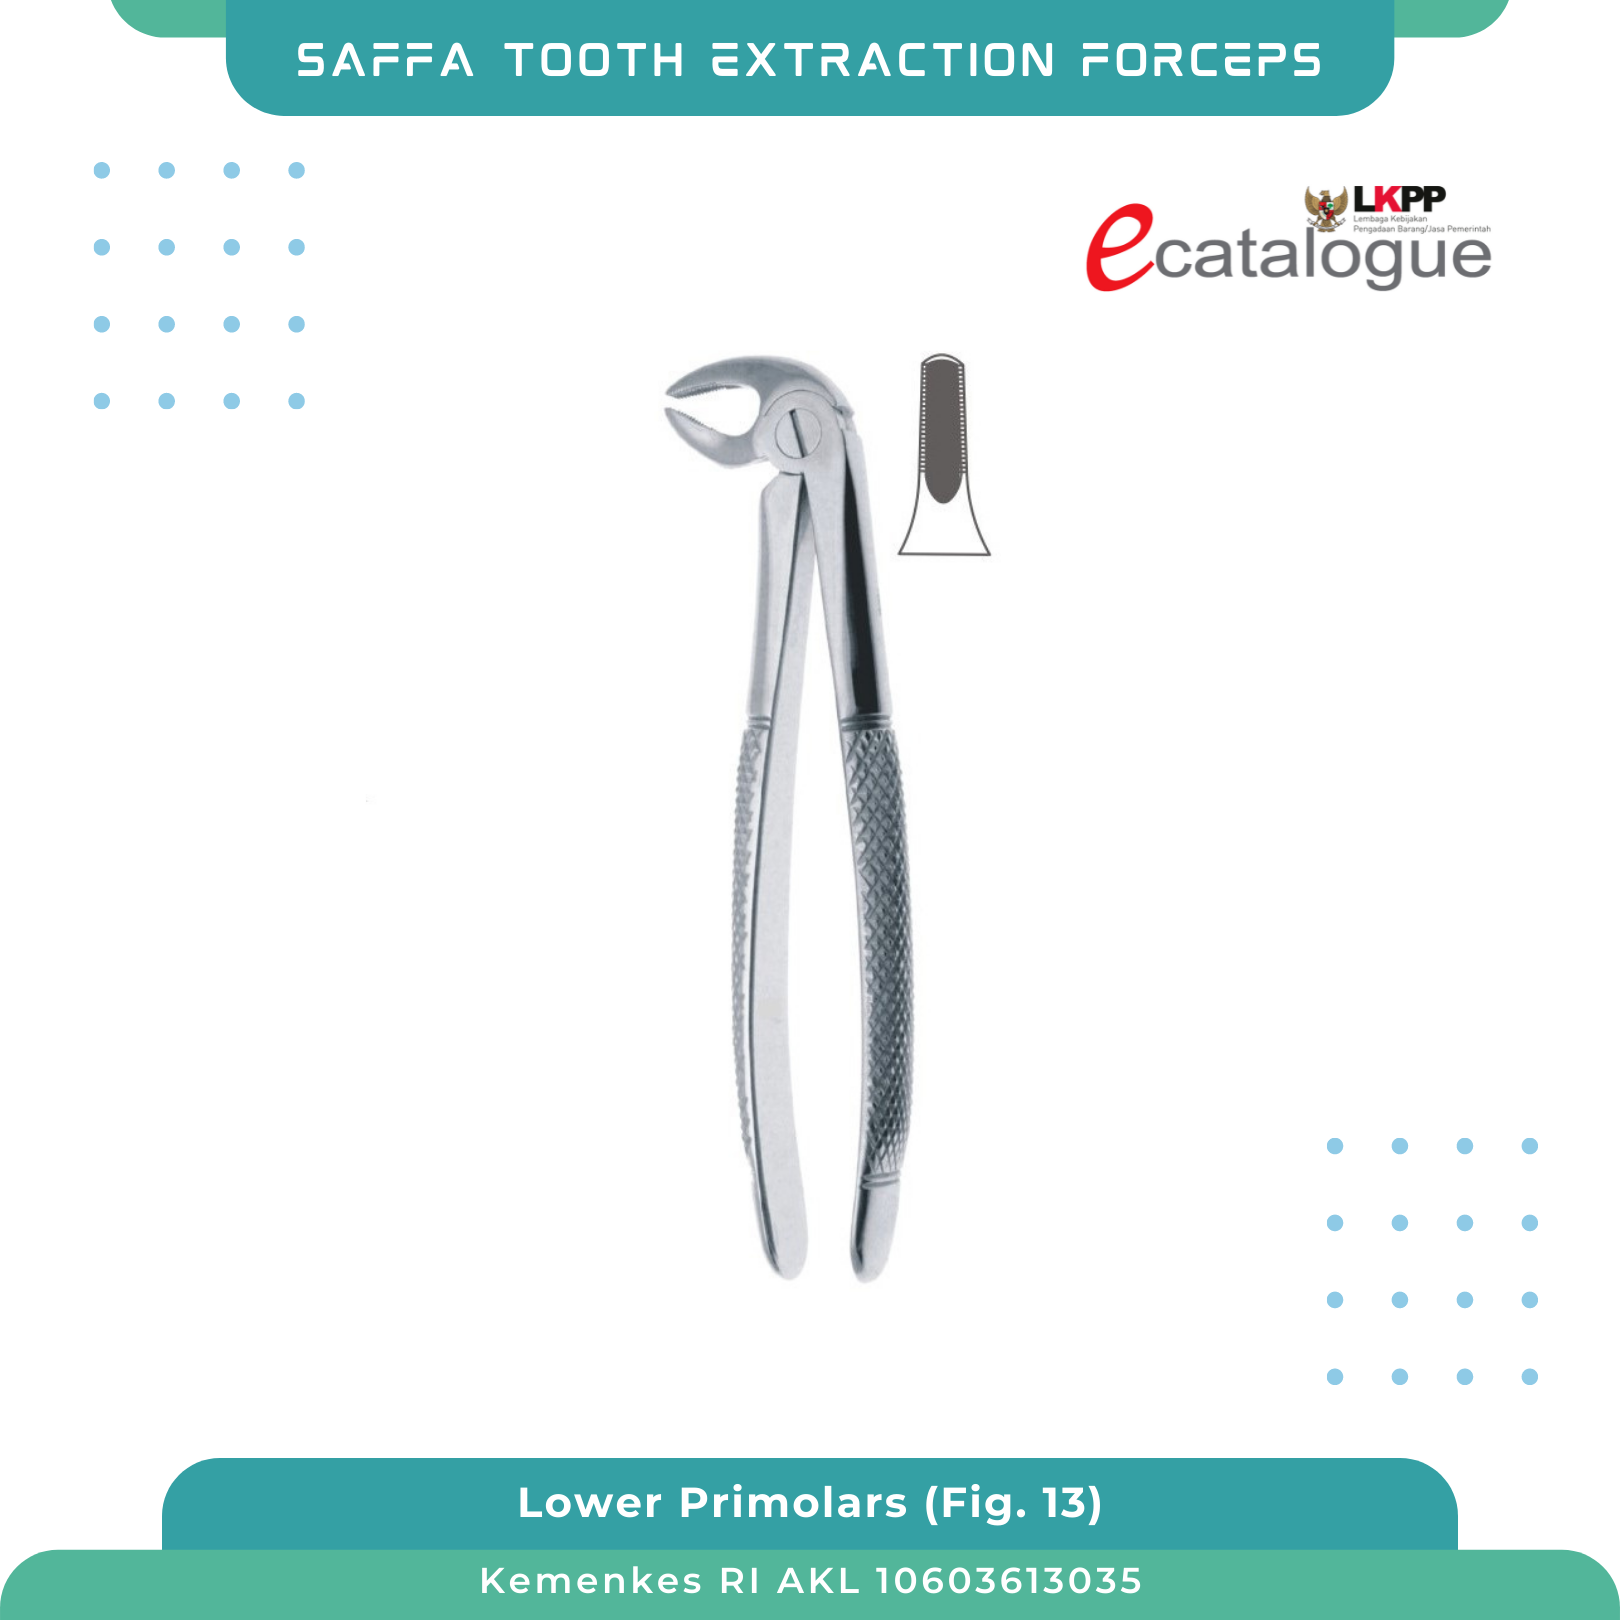 SAFFA TOOTH EXTRACTION FORCEPS
LKPP
Lembaga Kebijakan
Pengadaan Barang/Jasa Pemerintah
ecatalogue
Lower Primolars (Fig. 13)
Kemenkes RI AKL 10603613035